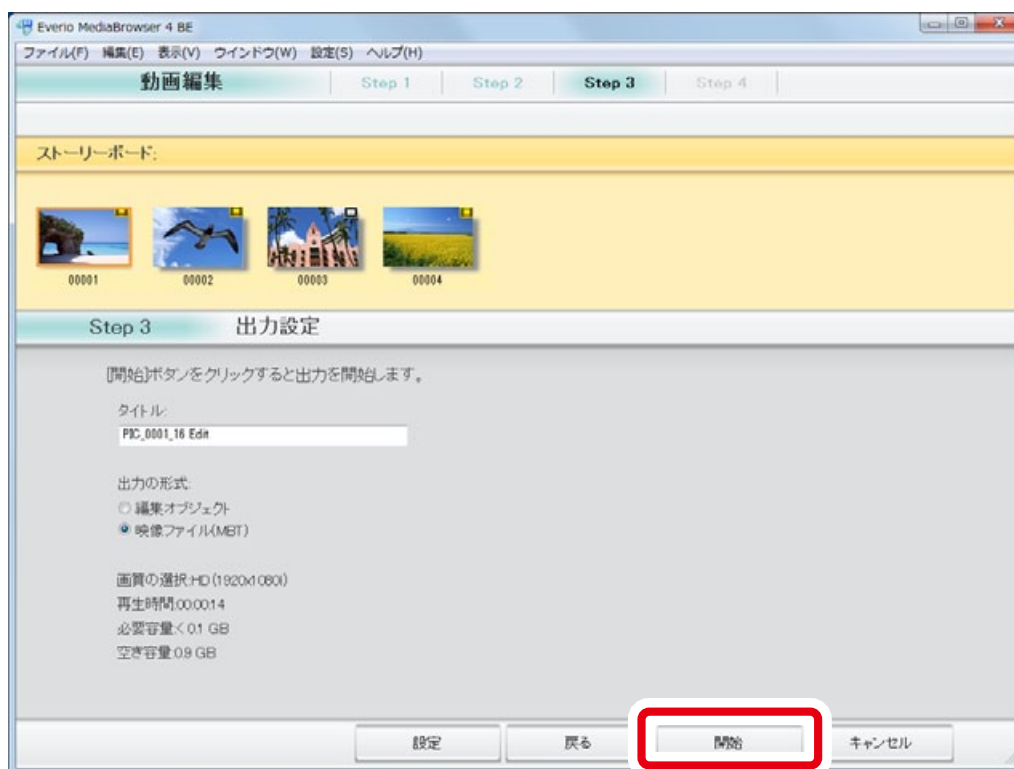 Everio MediaBrowser 4 BE
ファイル(F) 編集(E) 表示(V) ウインドウ(W) 設定(S) ヘルプ(H)
動画編集 Step 1 Step 2 Step 3 Step 4
ストーリーボード:
00001 00002 00003 00004
Step 3 出力設定
[開始]ボタンをクリックすると出力を開始します。
タイトル:
PIC_0001_16 Edit
出力の形式:
編集オブジェクト
映像ファイル(MBT)
画質の選択:HD (1920x1080i)
再生時間:00:00:14
必要容量:< 0.1 GB
空き容量:0.9 GB
設定 戻る 開始 キャンセル